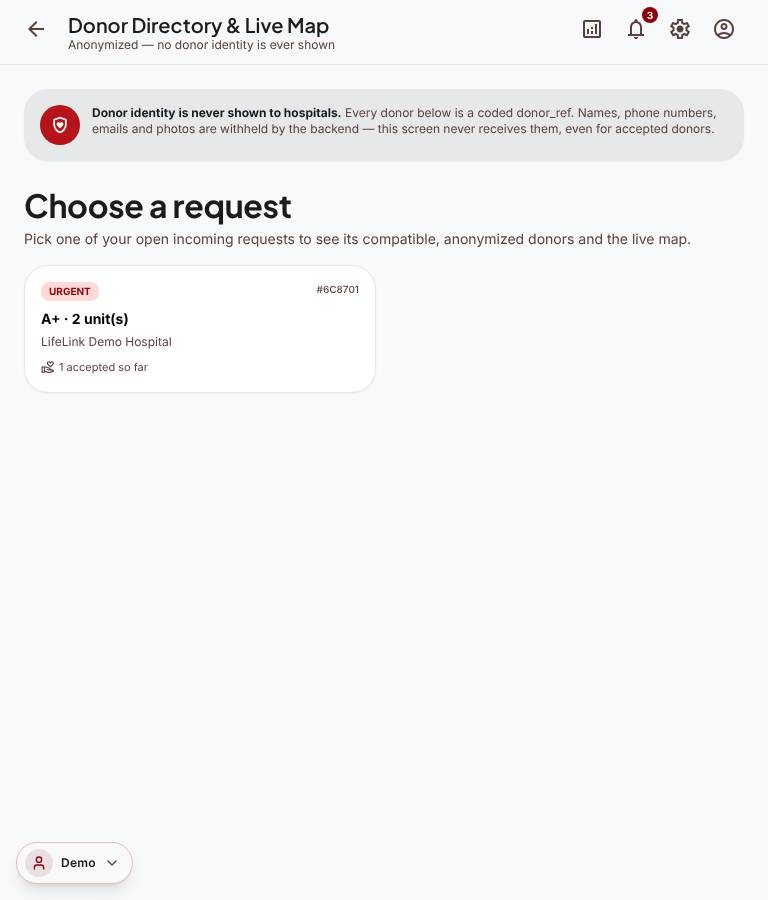 Donor Directory & Live Map
Anonymized — no donor identity is ever shown
3
Donor identity is never shown to hospitals. Every donor below is a coded donor_ref. Names, phone numbers,
emails and photos are withheld by the backend — this screen never receives them, even for accepted donors.
Choose a request
Pick one of your open incoming requests to see its compatible, anonymized donors and the live map.
URGENT
#6C8701
A+ · 2 unit(s)
LifeLink Demo Hospital
1 accepted so far
Demo